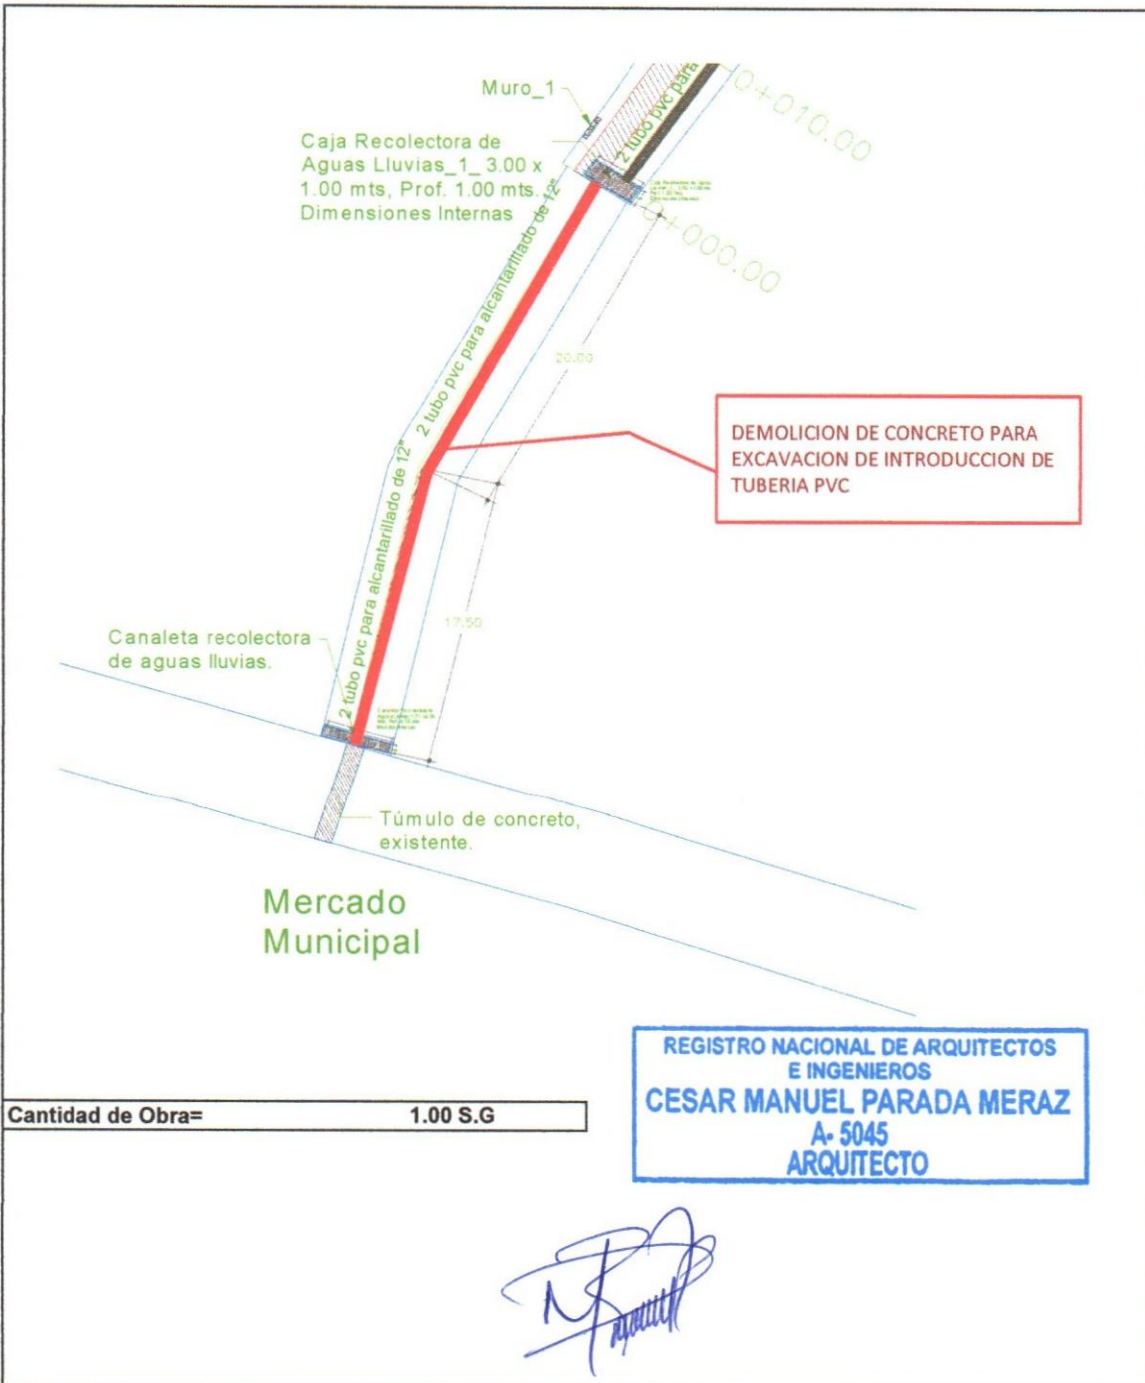 Muro_1
Caja Recolectora de
Aguas Lluvias_1_ 3.00 x
1.00 mts, Prof. 1.00 mts.
Dimensiones Internas
2 tubo pvc para
0+010.00
0+000.00
2 tubo pvc para alcantarillado de 12"
20.00
DEMOLICION DE CONCRETO PARA
EXCAVACION DE INTRODUCCION DE
TUBERIA PVC
2 tubo pvc para alcantarillado de 12"
17.50
Canaleta recolectora
de aguas lluvias.
Túmulo de concreto,
existente.
Mercado
Municipal
REGISTRO NACIONAL DE ARQUITECTOS
E INGENIEROS
CESAR MANUEL PARADA MERAZ
A- 5045
ARQUITECTO
Cantidad de Obra= 1.00 S.G